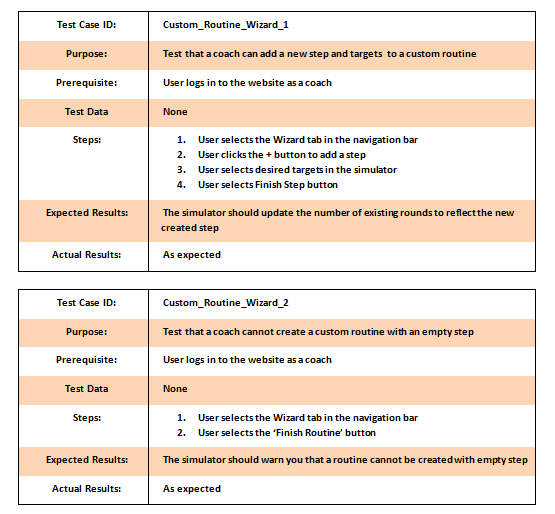 Test Case ID: Custom_Routine_Wizard_1
Purpose: Test that a coach can add a new step and targets to a custom routine
Prerequisite: User logs in to the website as a coach
Test Data None
Steps: 1. User selects the Wizard tab in the navigation bar
2. User clicks the + button to add a step
3. User selects desired targets in the simulator
4. User selects Finish Step button
Expected Results: The simulator should update the number of existing rounds to reflect the new
created step
Actual Results: As expected
Test Case ID: Custom_Routine_Wizard_2
Purpose: Test that a coach cannot create a custom routine with an empty step
Prerequisite: User logs in to the website as a coach
Test Data None
Steps: 1. User selects the Wizard tab in the navigation bar
2. User selects the ‘Finish Routine’ button
Expected Results: The simulator should warn you that a routine cannot be created with empty step
Actual Results: As expected